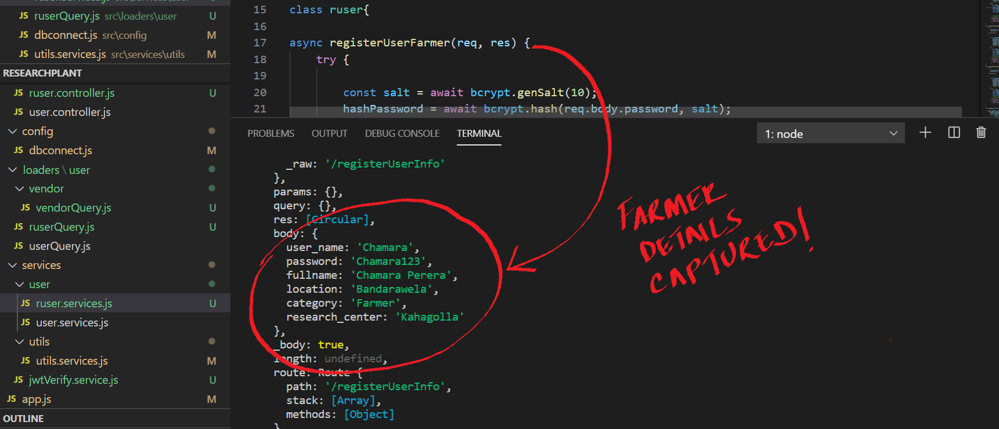 ruserservices.js src\services\user
JS ruserQuery.js src\loaders\user U
JS dbconnect.js src\config M
JS utils.services.js src\services\utils M
RESEARCHPLANT
JS ruser.controller.js U
JS user.controller.js
config
JS dbconnect.js M
loaders \ user
vendor
JS vendorQuery.js U
JS ruserQuery.js U
JS userQuery.js
services
user
JS ruser.services.js U
JS user.services.js
utils
JS utils.services.js M
JS jwtVerify.service.js U
JS app.js M
OUTLINE
15 class ruser{
16
17 async registerUserFarmer(req, res) {
18 try {
19
20 const salt = await bcrypt.genSalt(10);
21 hashPassword = await bcrypt.hash(req.body.password, salt);
PROBLEMS OUTPUT DEBUG CONSOLE TERMINAL 1: node
_raw: '/registerUserInfo'
},
params: {},
query: {},
res: [Circular],
body: {
user_name: 'Chamara',
password: 'Chamara123',
fullname: 'Chamara Perera',
location: 'Bandarawela',
category: 'Farmer',
research_center: 'Kahagolla'
},
_body: true,
length: undefined,
route: Route {
path: '/registerUserInfo',
stack: [Array],
methods: [Object]
}
FARMER
DETAILS
CAPTURED!